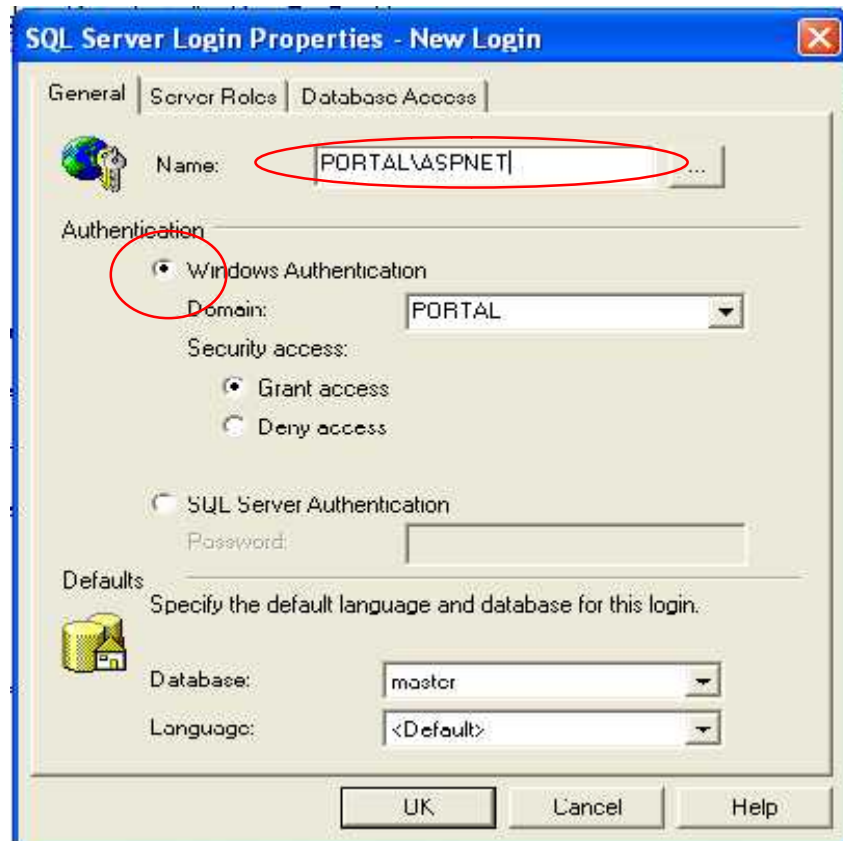 SQL Server Login Properties - New Login
General Server Roles Database Access
Name: PORTAL\ASPNET ...
Authentication
Windows Authentication
Domain: PORTAL
Security access:
Grant access
Deny access
SQL Server Authentication
Password:
Defaults
Specify the default language and database for this login.
Database: master
Language: <Default>
OK Cancel Help